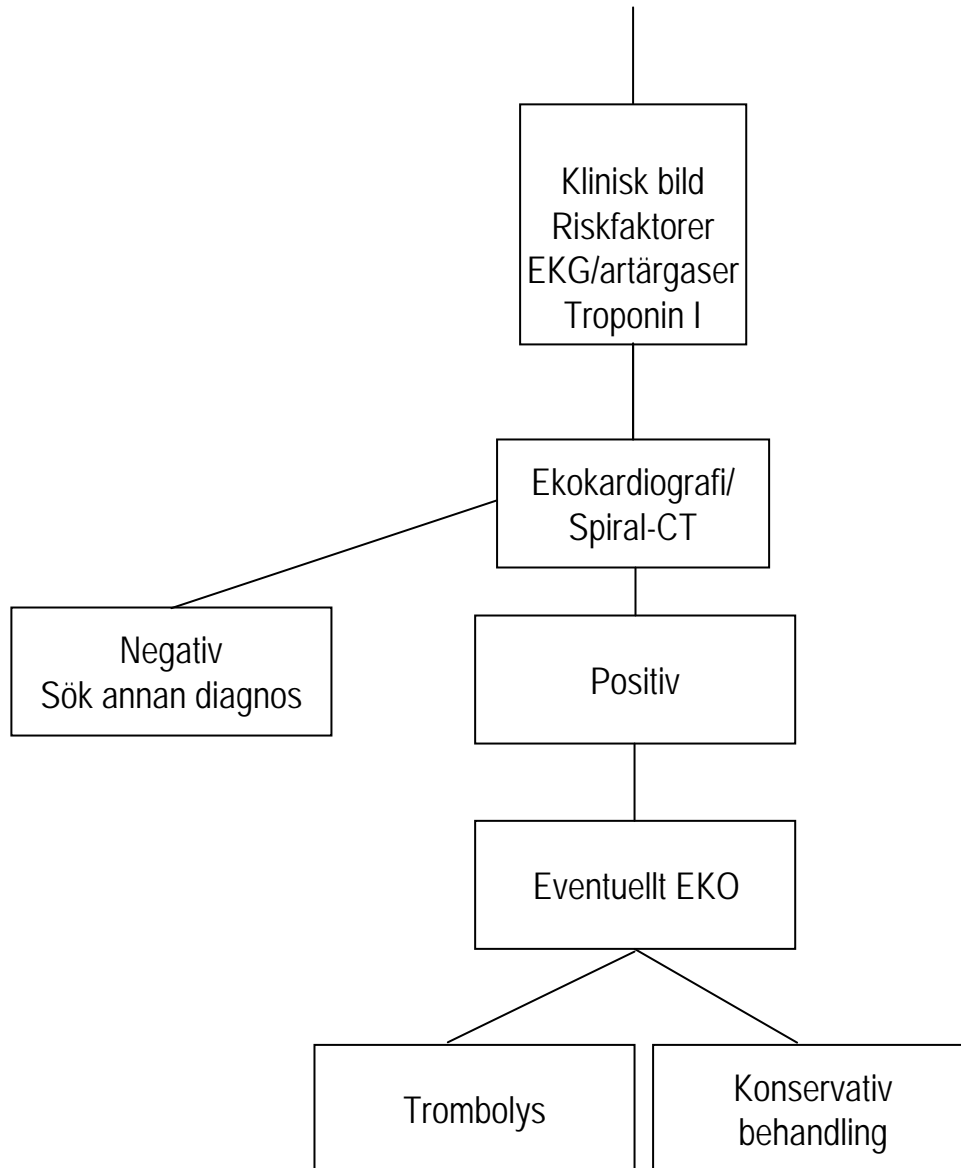 Klinisk bild
Riskfaktorer
EKG/artärgaser
Troponin I
Ekokardiografi/
Spiral-CT
Negativ
Sök annan diagnos
Positiv
Eventuellt EKO
Trombolys
Konservativ
behandling